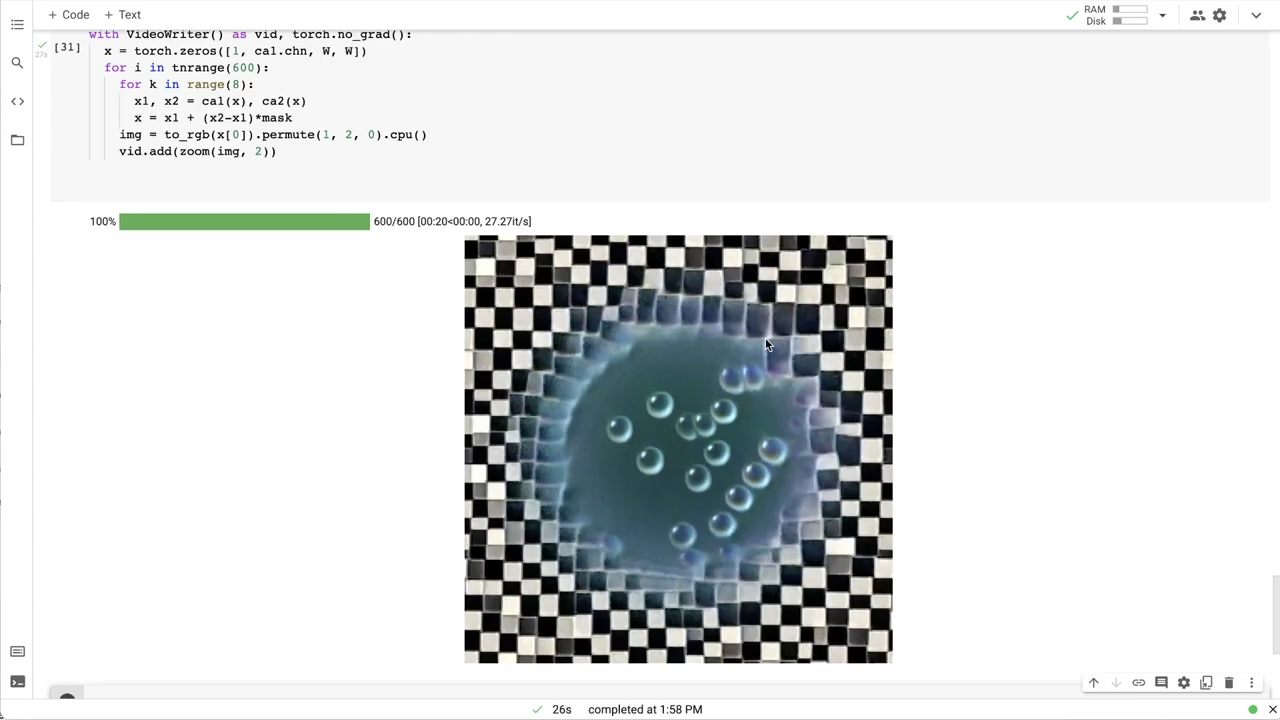 + Code + Text
RAM
Disk
with VideoWriter() as vid, torch.no_grad():
[31]
27s
x = torch.zeros([1, ca1.chn, W, W])
for i in tnrange(600):
for k in range(8):
x1, x2 = ca1(x), ca2(x)
x = x1 + (x2-x1)*mask
img = to_rgb(x[0]).permute(1, 2, 0).cpu()
vid.add(zoom(img, 2))
100% 600/600 [00:20<00:00, 27.27it/s]
26s completed at 1:58 PM